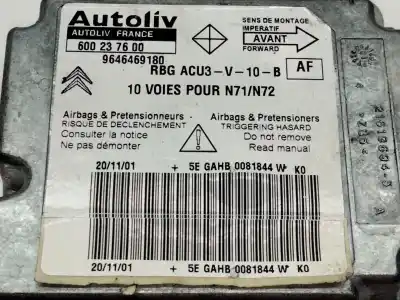 Autoliv
AUTOLIV FRANCE
600 23 76 00
9646469180
SENS DE MONTAGE
IMPERATIF
AVANT
FORWARD
RBG ACU3-V-10-B
AF
10 VOIES POUR N71/N72
Airbags & Pretensionneurs
RISQUE DE DECLENCHEMENT
Consulter la notice
Ne pas démonter
Airbags & Pretensioners
TRIGGERING HASARD
Do not remove
Read manual
20/11/01 + 5E GAHB 0081844 W KO
20/11/01 + 5E GAHB 0081844 W KO